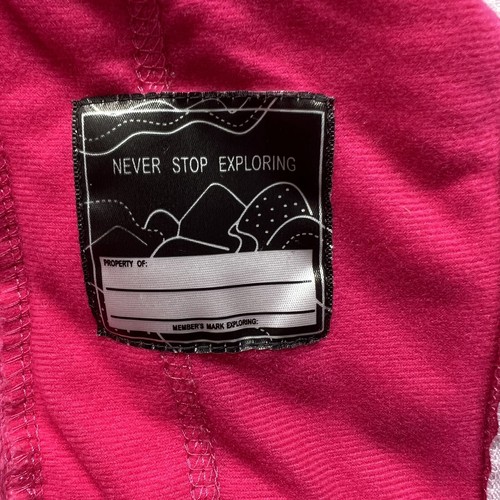 NEVER STOP EXPLORING
PROPERTY OF:
MEMBER'S MARK EXPLORING: